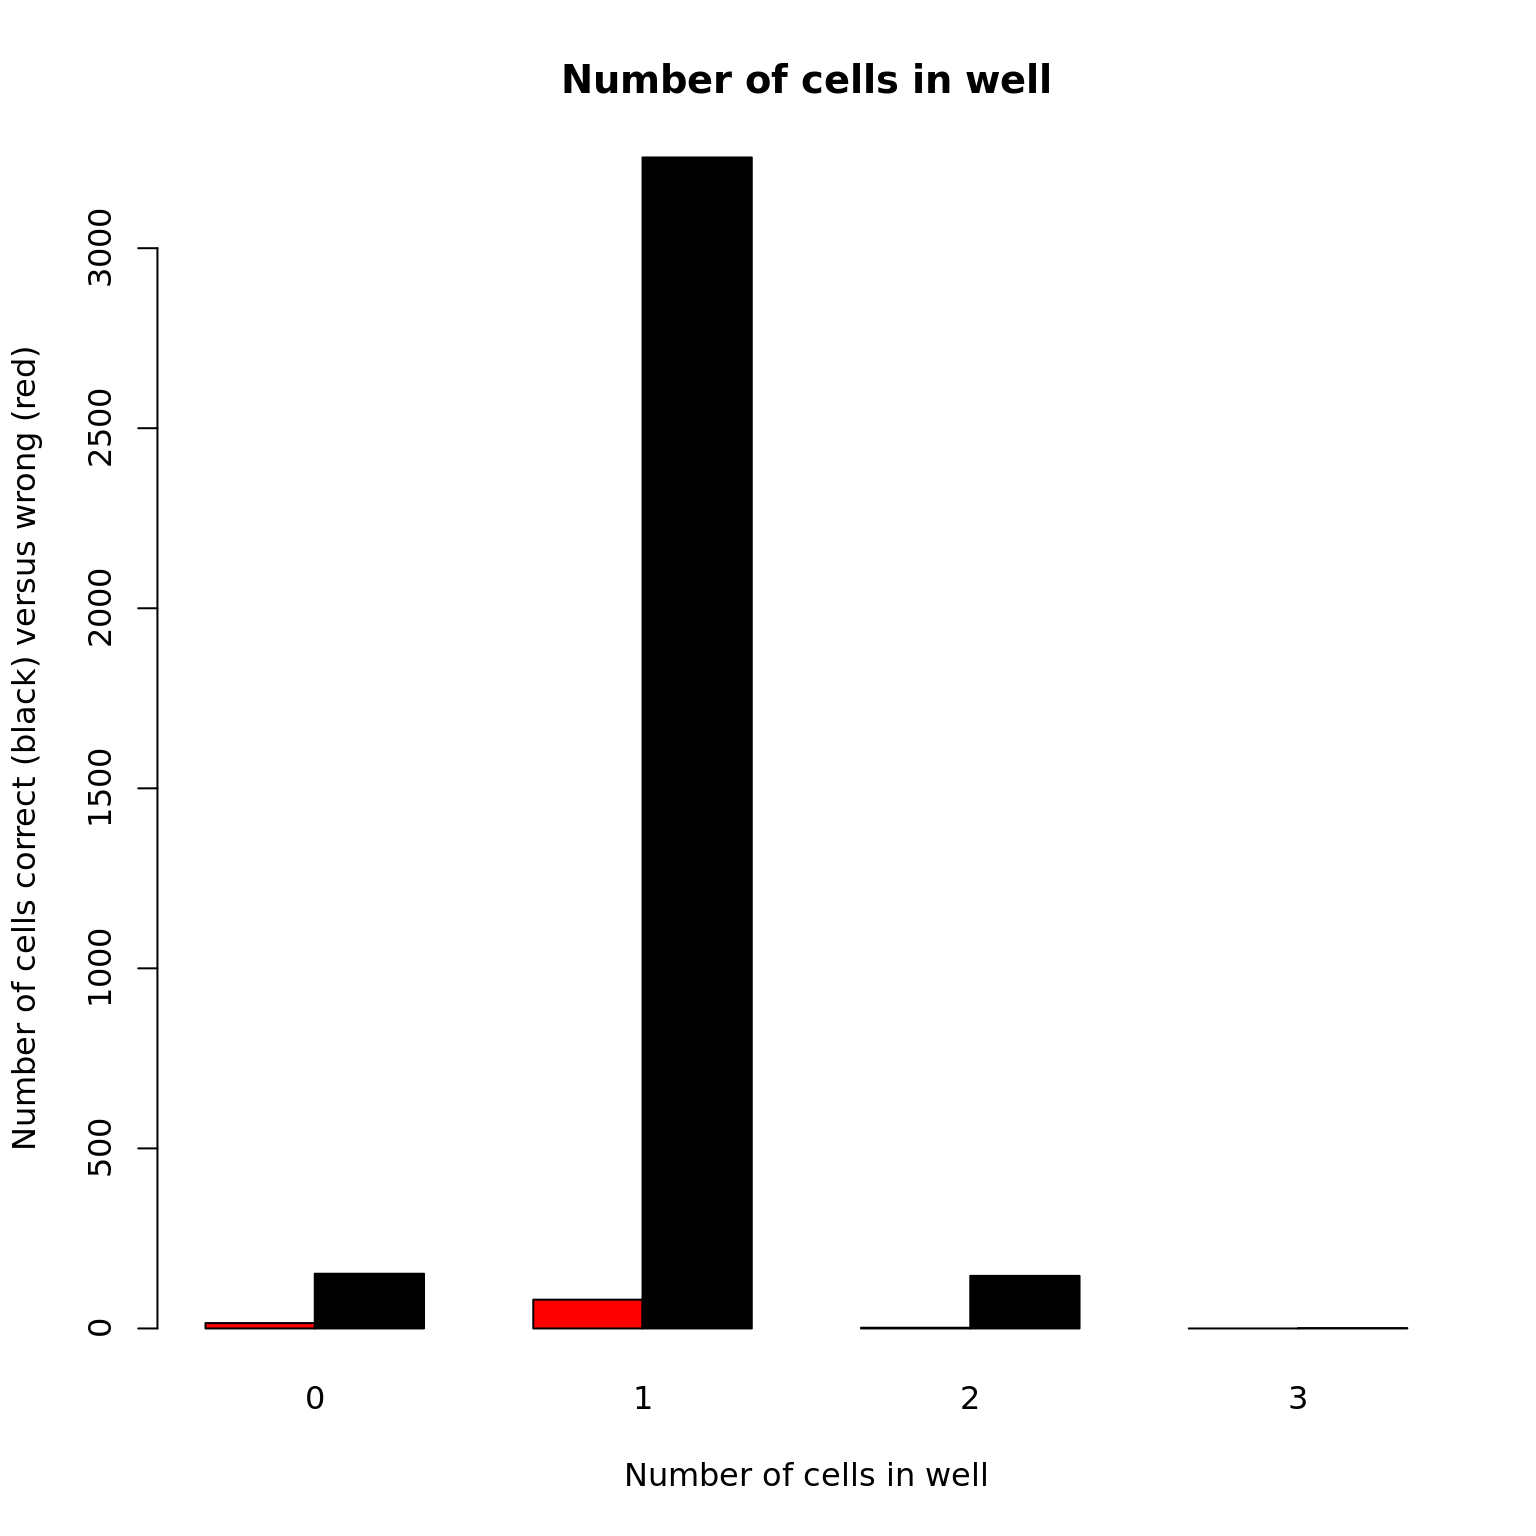 Number of cells in well
Number of cells correct (black) versus wrong (red)
3000
2500
2000
1500
1000
500
0
0 1 2 3
Number of cells in well